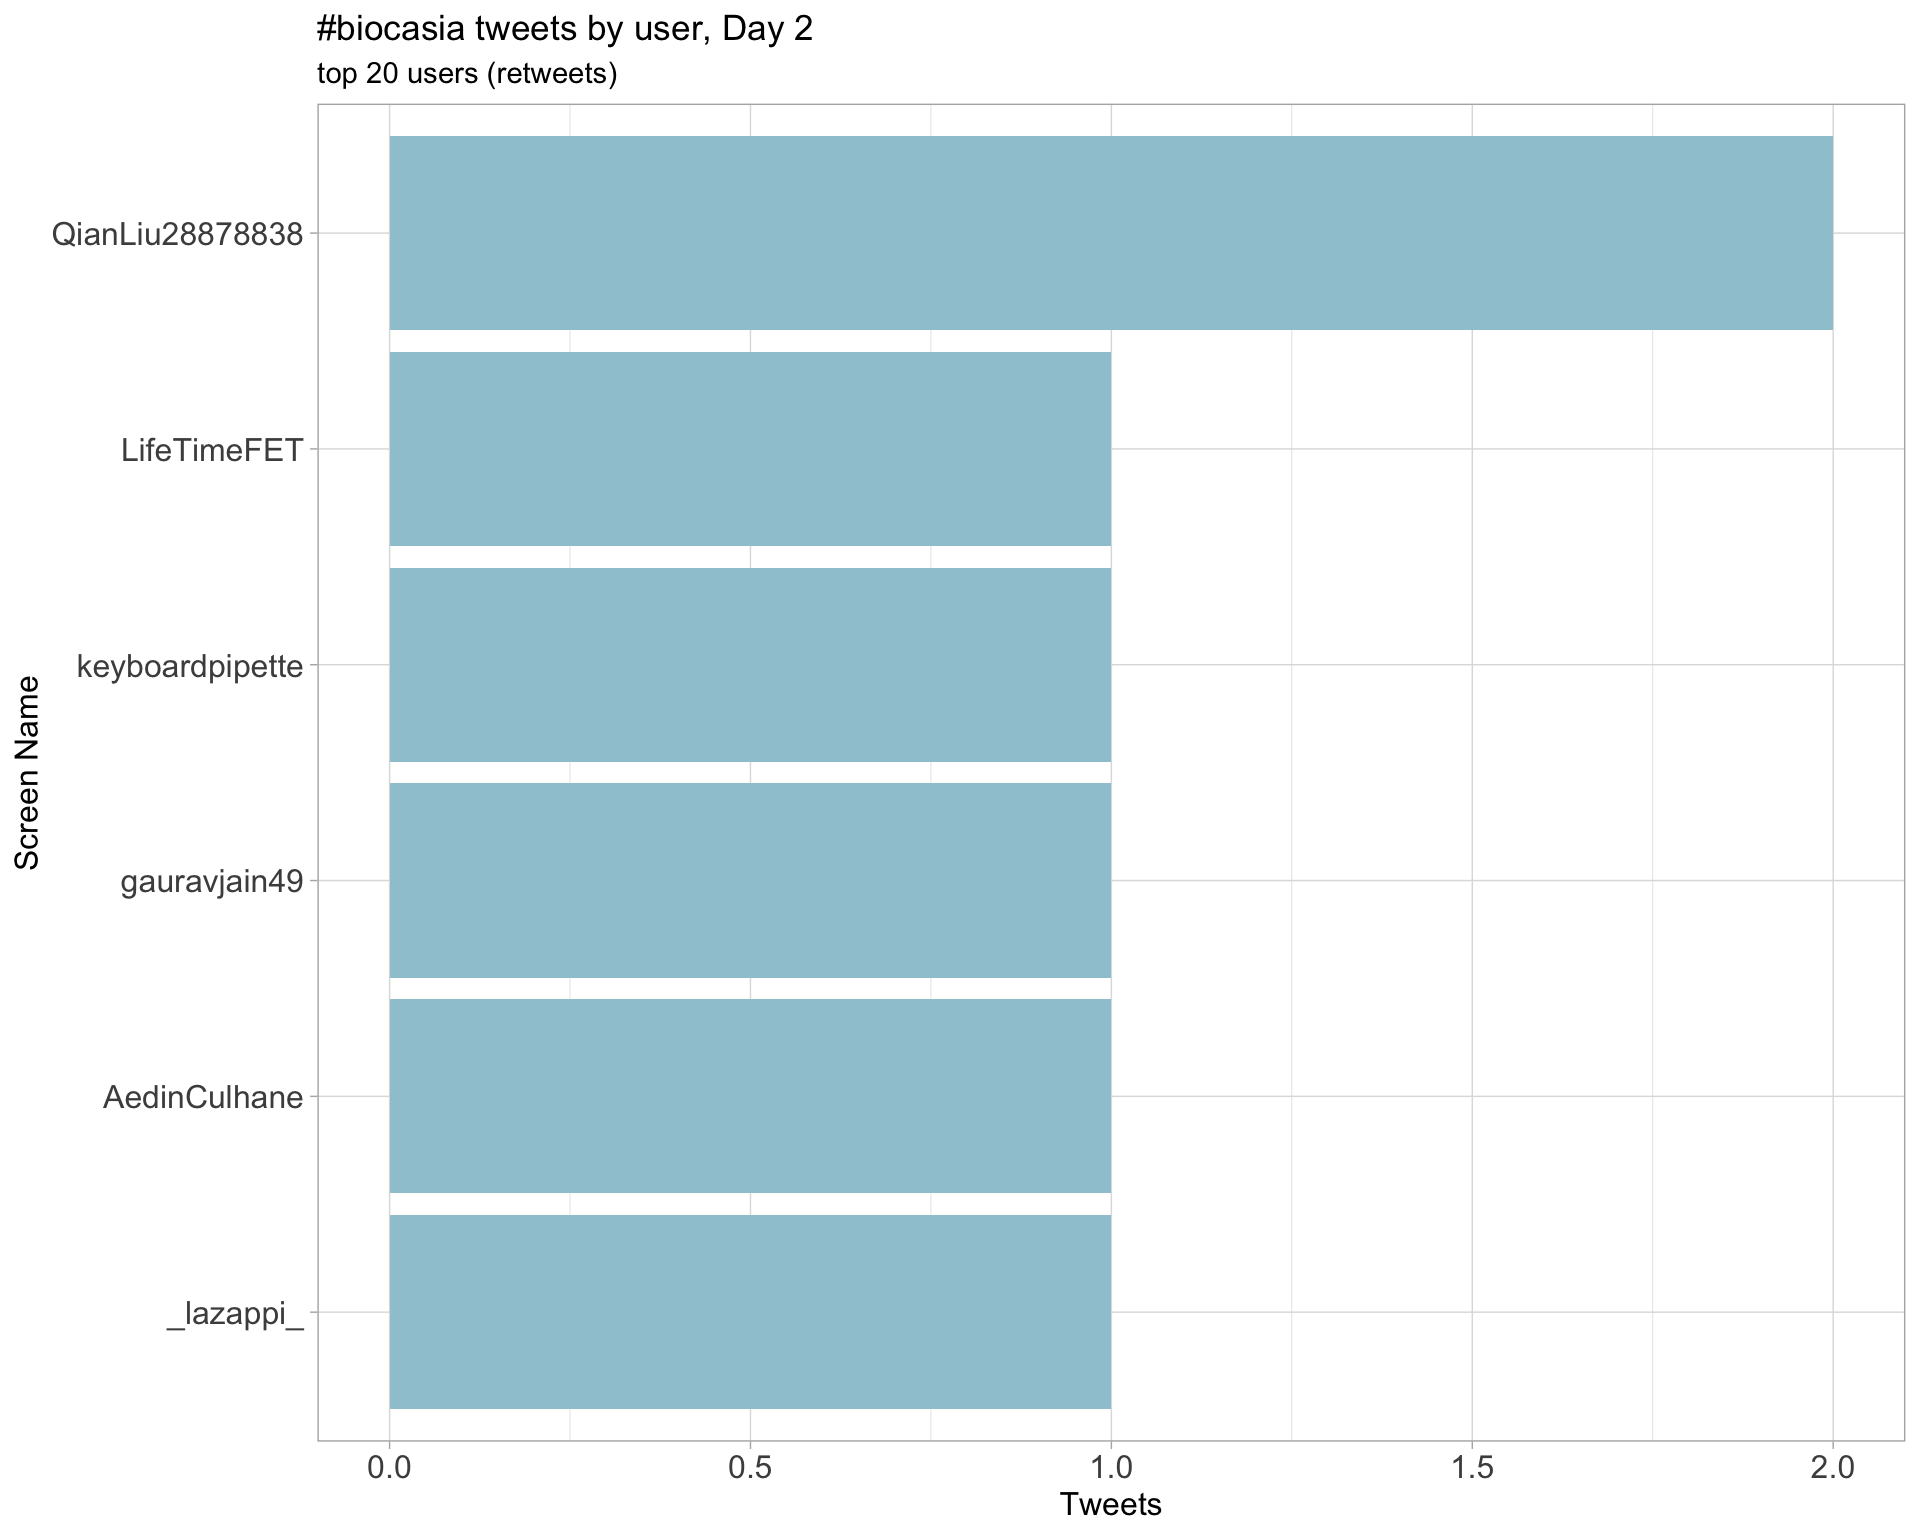 #biocasia tweets by user, Day 2
top 20 users (retweets)
Screen Name
QianLiu28878838
LifeTimeFET
keyboardpipette
gauravjain49
AedinCulhane
_lazappi_
0.0 0.5 1.0 1.5 2.0
Tweets